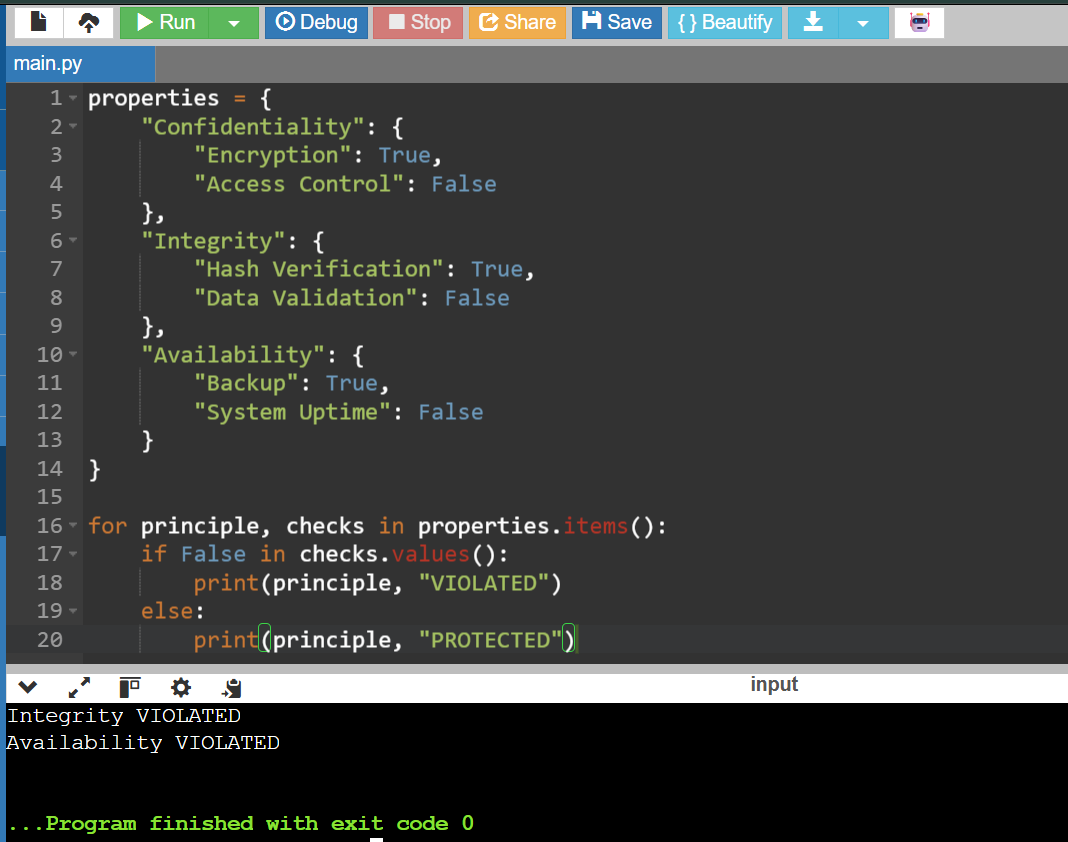 Run Debug Stop Share Save { } Beautify
main.py
1 properties = {
2     "Confidentiality": {
3         "Encryption": True,
4         "Access Control": False
5     },
6     "Integrity": {
7         "Hash Verification": True,
8         "Data Validation": False
9     },
10     "Availability": {
11         "Backup": True,
12         "System Uptime": False
13     }
14 }
15
16 for principle, checks in properties.items():
17     if False in checks.values():
18         print(principle, "VIOLATED")
19     else:
20         print(principle, "PROTECTED")
input
Integrity VIOLATED
Availability VIOLATED
...Program finished with exit code 0